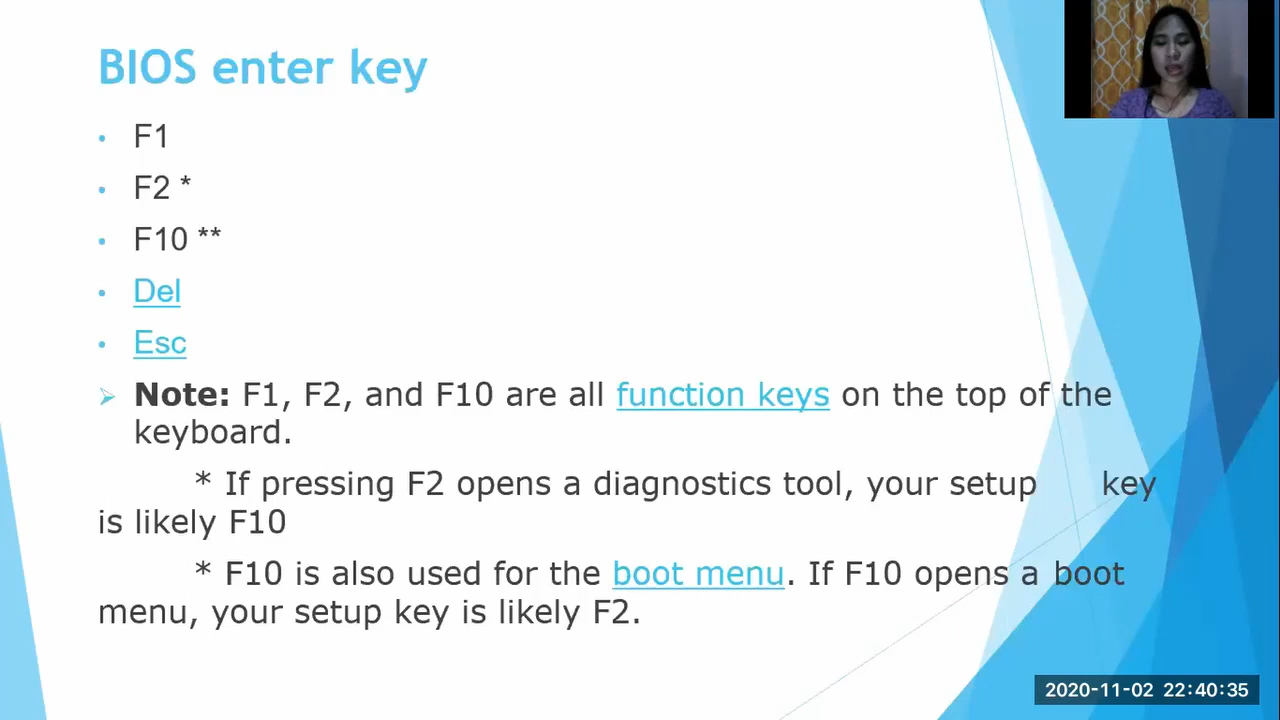 BIOS enter key
• F1
• F2 *
• F10 **
• Del
• Esc
➢ Note: F1, F2, and F10 are all function keys on the top of the
keyboard.
* If pressing F2 opens a diagnostics tool, your setup key
is likely F10
* F10 is also used for the boot menu. If F10 opens a boot
menu, your setup key is likely F2.
2020-11-02 22:40:35